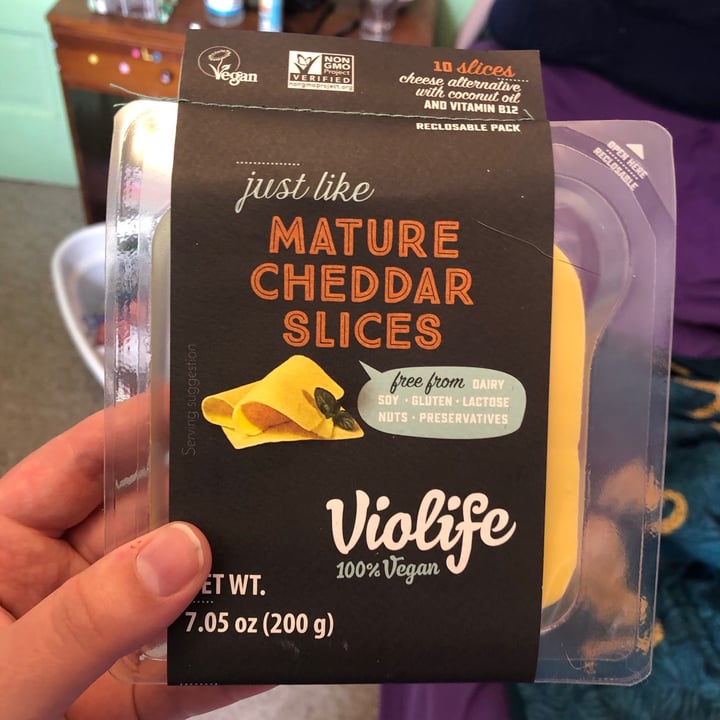 Vegan
NON
GMO
Project
VERIFIED
nongmoproject.org
10 slices
cheese alternative
with coconut oil
AND VITAMIN B12
RECLOSABLE PACK
OPEN HERE
RECLOSABLE
just like
MATURE
CHEDDAR
SLICES
Serving suggestion
free from DAIRY
SOY • GLUTEN • LACTOSE
NUTS • PRESERVATIVES
Violife
100% Vegan
ET WT.
7.05 oz (200 g)